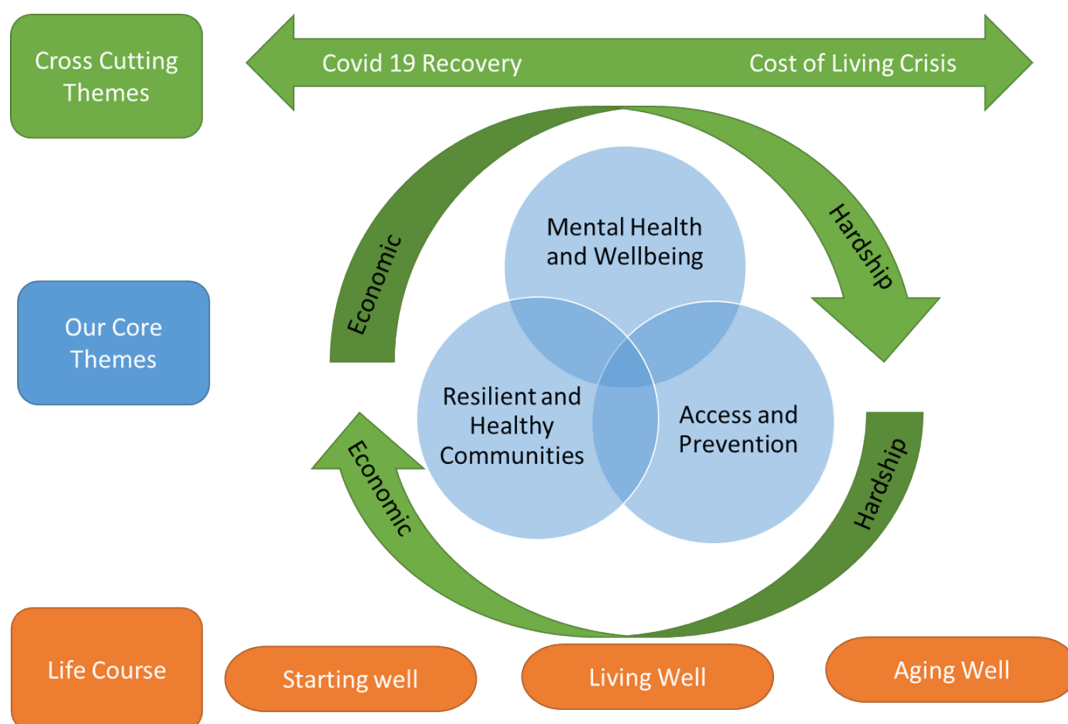 Cross Cutting
Themes
Covid 19 Recovery
Cost of Living Crisis
Economic
Hardship
Mental Health
and Wellbeing
Our Core
Themes
Resilient and
Healthy
Communities
Access and
Prevention
Economic
Hardship
Life Course
Starting well
Living Well
Aging Well